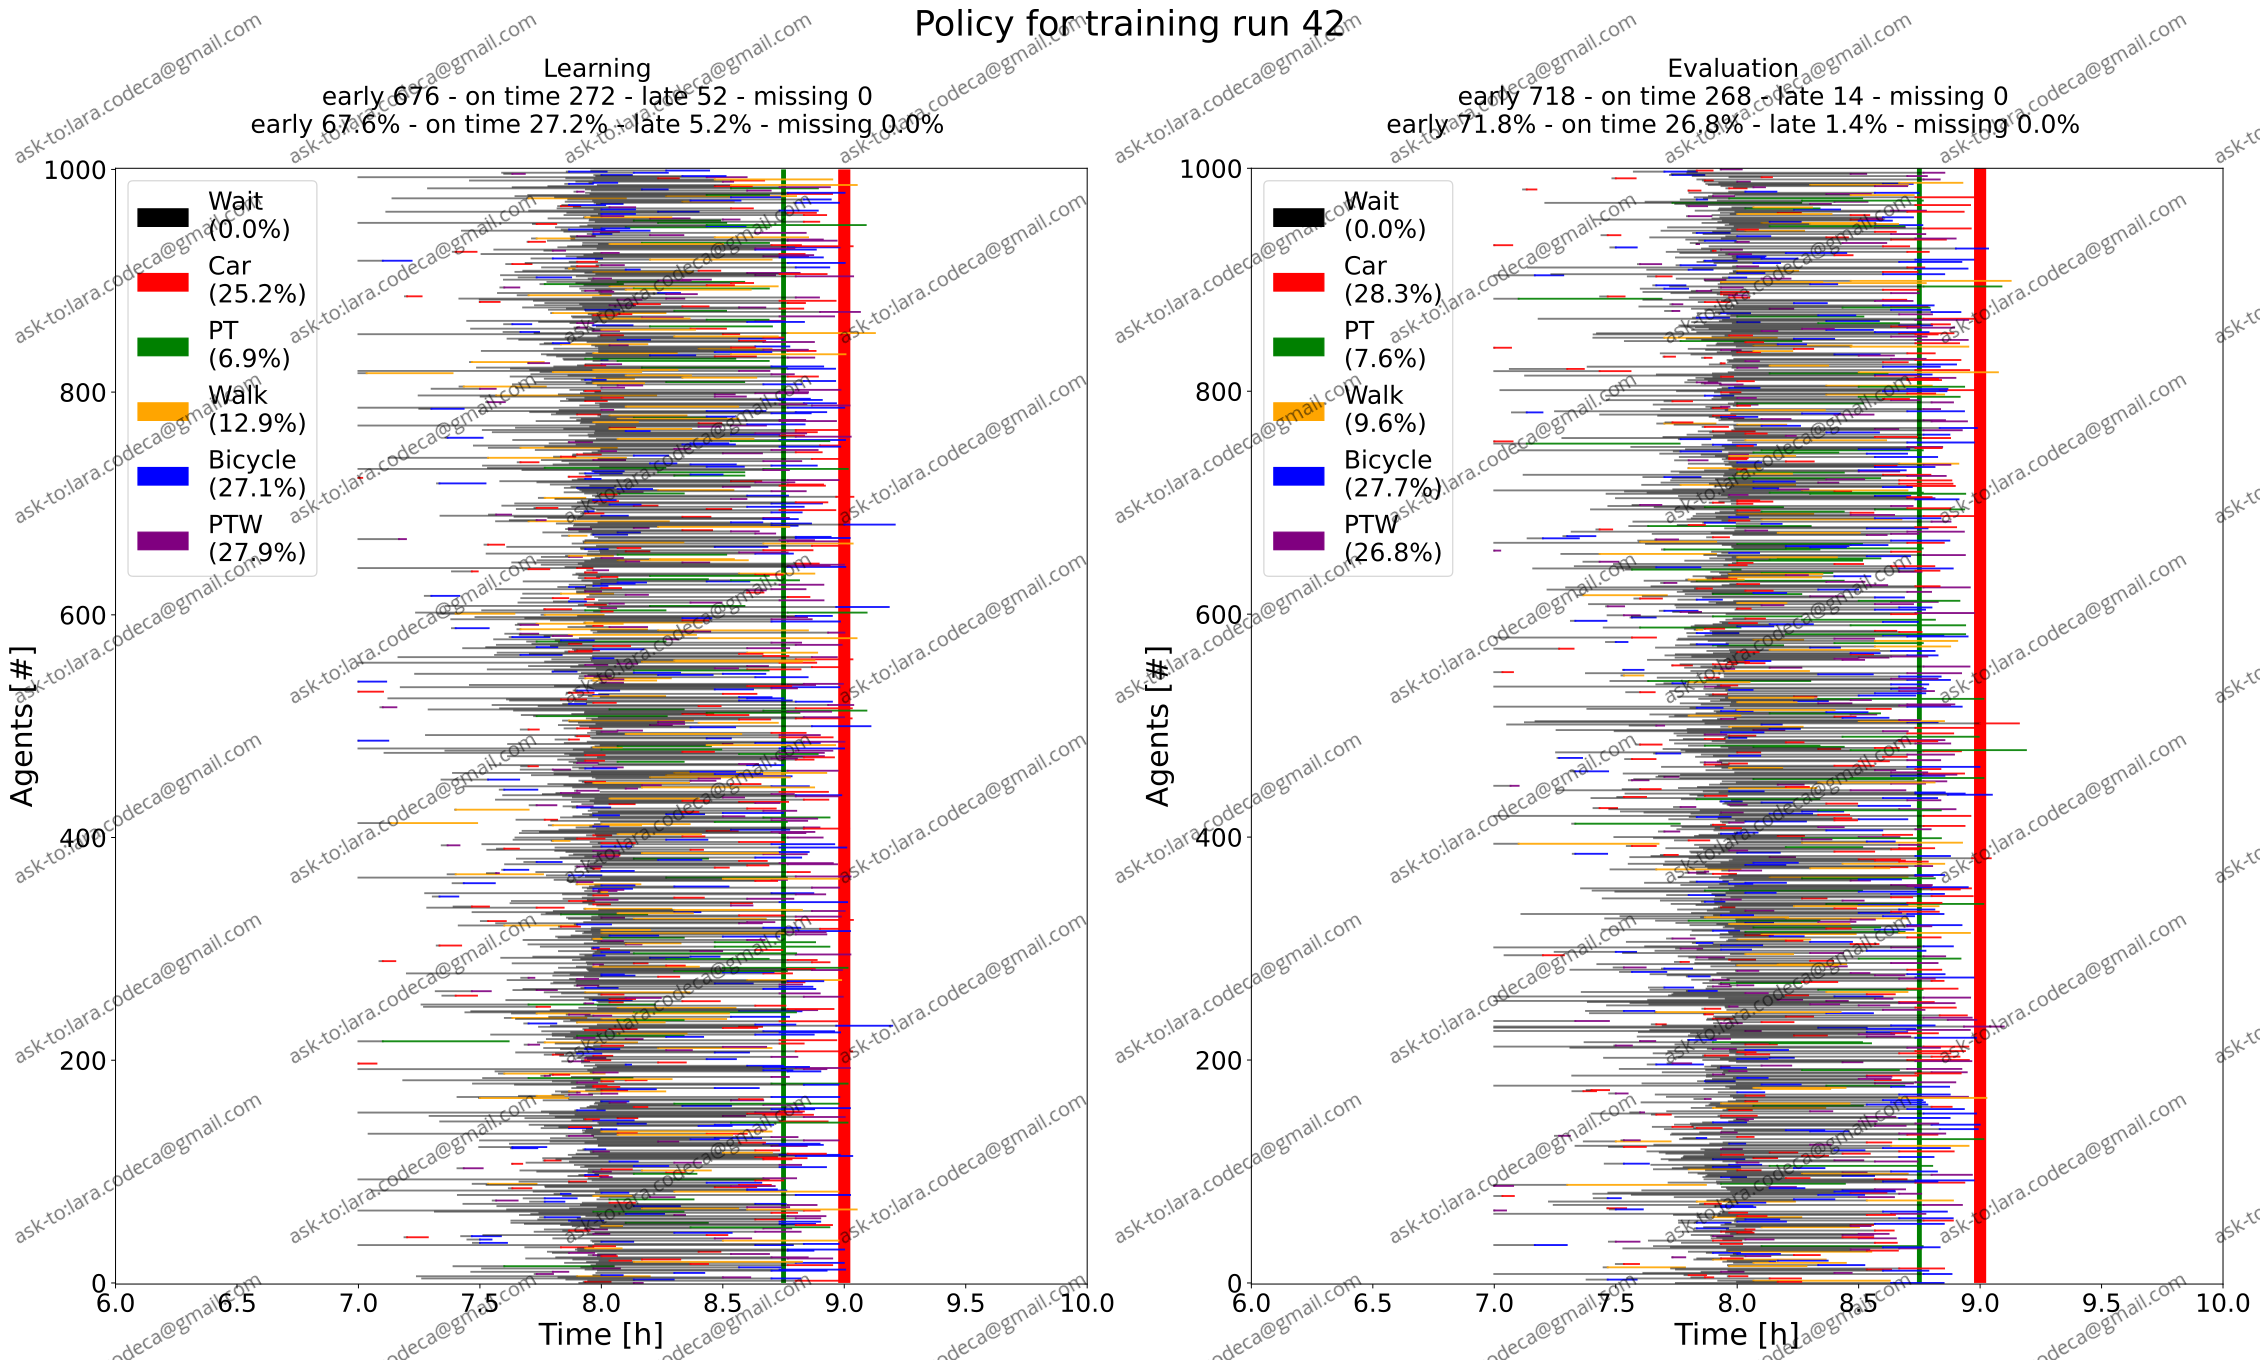 Policy for training run 42
Learning
early 676 - on time 272 - late 52 - missing 0
early 67.6% - on time 27.2% - late 5.2% - missing 0.0%
Evaluation
early 718 - on time 268 - late 14 - missing 0
early 71.8% - on time 26.8% - late 1.4% - missing 0.0%
Agents [#]
1000
800
600
400
200
0
Wait
(0.0%)
Car
(25.2%)
PT
(6.9%)
Walk
(12.9%)
Bicycle
(27.1%)
PTW
(27.9%)
6.0 6.5 7.0 7.5 8.0 8.5 9.0 9.5 10.0
Time [h]
Agents [#]
1000
800
600
400
200
0
Wait
(0.0%)
Car
(28.3%)
PT
(7.6%)
Walk
(9.6%)
Bicycle
(27.7%)
PTW
(26.8%)
6.0 6.5 7.0 7.5 8.0 8.5 9.0 9.5 10.0
Time [h]
ask-to:lara.codeca@gmail.com